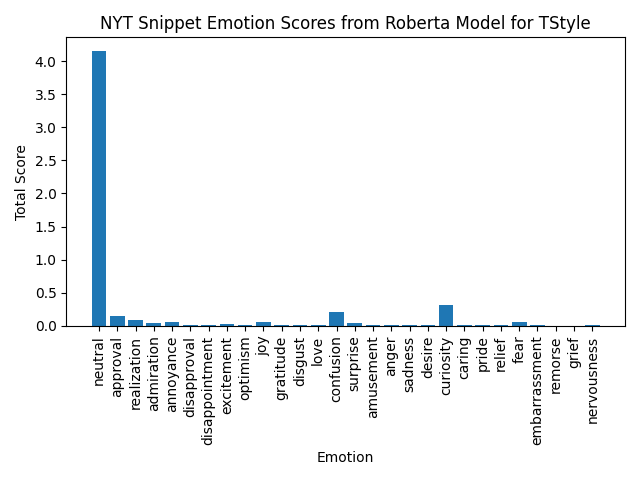 NYT Snippet Emotion Scores from Roberta Model for TStyle
Total Score
4.0
3.5
3.0
2.5
2.0
1.5
1.0
0.5
0.0
neutral
approval
realization
admiration
annoyance
disapproval
disappointment
excitement
optimism
joy
gratitude
disgust
love
confusion
surprise
amusement
anger
sadness
desire
curiosity
caring
pride
relief
fear
embarrassment
remorse
grief
nervousness
Emotion